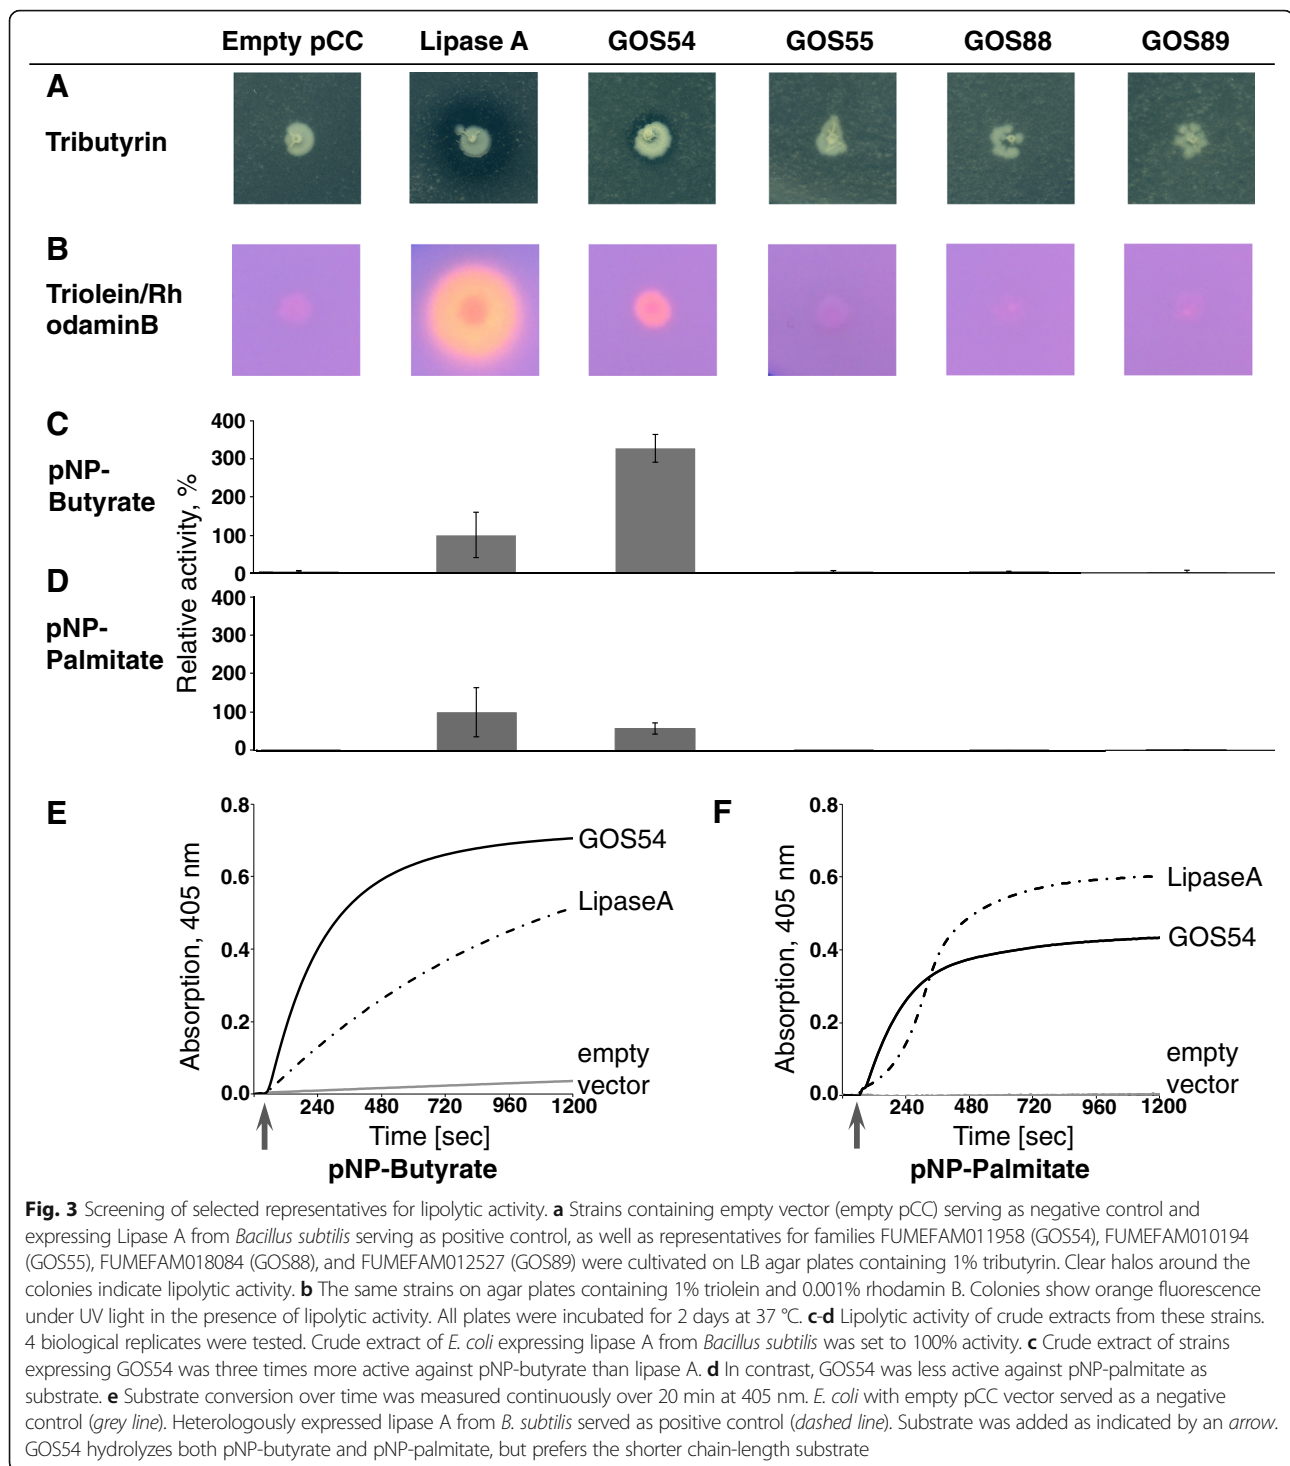 Empty pCC Lipase A GOS54 GOS55 GOS88 GOS89
A
Tributyrin
B
Triolein/Rh
odaminB
C
pNP-
Butyrate
Relative activity, %
400
300
200
100
0
D
pNP-
Palmitate
400
300
200
100
0
E
Absorption, 405 nm
0.8
0.6
0.4
0.2
0.0
GOS54
LipaseA
empty
vector
240 480 720 960 1200
Time [sec]
pNP-Butyrate
F
Absorption, 405 nm
0.8
0.6
0.4
0.2
0.0
LipaseA
GOS54
empty
vector
240 480 720 960 1200
Time [sec]
pNP-Palmitate
Fig. 3 Screening of selected representatives for lipolytic activity. a Strains containing empty vector (empty pCC) serving as negative control and
expressing Lipase A from Bacillus subtilis serving as positive control, as well as representatives for families FUMEFAM011958 (GOS54), FUMEFAM010194
(GOS55), FUMEFAM018084 (GOS88), and FUMEFAM012527 (GOS89) were cultivated on LB agar plates containing 1% tributyrin. Clear halos around the
colonies indicate lipolytic activity. b The same strains on agar plates containing 1% triolein and 0.001% rhodamin B. Colonies show orange fluorescence
under UV light in the presence of lipolytic activity. All plates were incubated for 2 days at 37 °C. c-d Lipolytic activity of crude extracts from these strains.
4 biological replicates were tested. Crude extract of E. coli expressing lipase A from Bacillus subtilis was set to 100% activity. c Crude extract of strains
expressing GOS54 was three times more active against pNP-butyrate than lipase A. d In contrast, GOS54 was less active against pNP-palmitate as
substrate. e Substrate conversion over time was measured continuously over 20 min at 405 nm. E. coli with empty pCC vector served as a negative
control (grey line). Heterologously expressed lipase A from B. subtilis served as positive control (dashed line). Substrate was added as indicated by an arrow.
GOS54 hydrolyzes both pNP-butyrate and pNP-palmitate, but prefers the shorter chain-length substrate